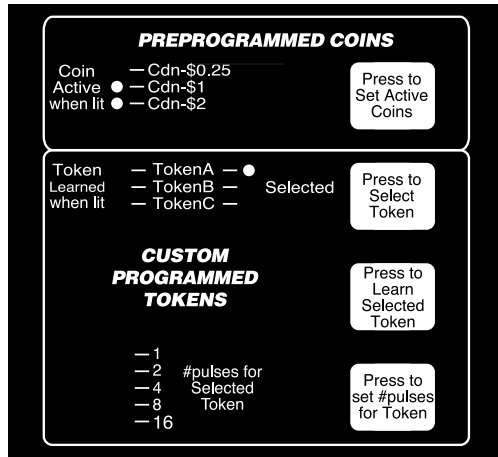 PREPROGRAMMED COINS
Coin
Active
when lit
Cdn-$0.25
Cdn-$1
Cdn-$2
Press to
Set Active
Coins
Token
Learned
when lit
TokenA
TokenB
TokenC
Selected
Press to
Select
Token
CUSTOM
PROGRAMMED
TOKENS
Press to
Learn
Selected
Token
1
2
4
8
16
#pulses for
Selected
Token
Press to
set #pulses
for Token